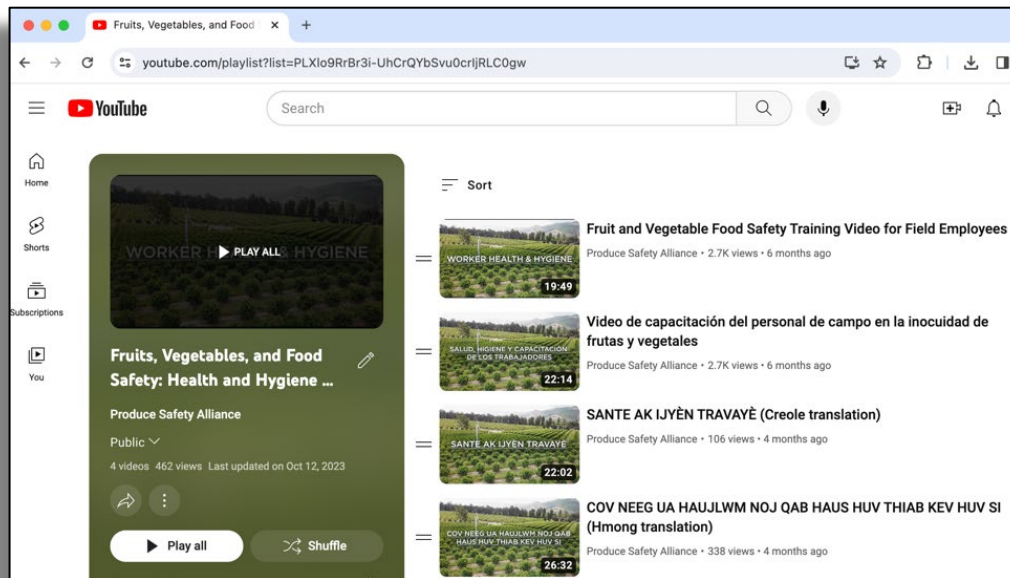 Fruits, Vegetables, and Food
youtube.com/playlist?list=PLXIo9RrBr3i-UhCrQYbSvu0crIjRLC0gw
YouTube
Search
Home
Shorts
Subscriptions
You
WORKER HEALTH & HYGIENE
PLAY ALL
Fruits, Vegetables, and Food
Safety: Health and Hygiene ...
Produce Safety Alliance
Public
4 videos 462 views Last updated on Oct 12, 2023
Play all
Shuffle
Sort
WORKER HEALTH & HYGIENE
19:49
Fruit and Vegetable Food Safety Training Video for Field Employees
Produce Safety Alliance • 2.7K views • 6 months ago
SALUD, HIGIENE Y CAPACITACIÓN
DE LOS TRABAJADORES
22:14
Video de capacitación del personal de campo en la inocuidad de
frutas y vegetales
Produce Safety Alliance • 2.7K views • 6 months ago
SANTE AK IJYÈN TRAVAYÈ
22:02
SANTE AK IJYÈN TRAVAYÈ (Creole translation)
Produce Safety Alliance • 106 views • 4 months ago
COV NEEG UA HAUJLWM NOJ QAB
HAUS HUV THIAB KEV HUV SI
26:32
COV NEEG UA HAUJLWM NOJ QAB HAUS HUV THIAB KEV HUV SI
(Hmong translation)
Produce Safety Alliance • 338 views • 4 months ago